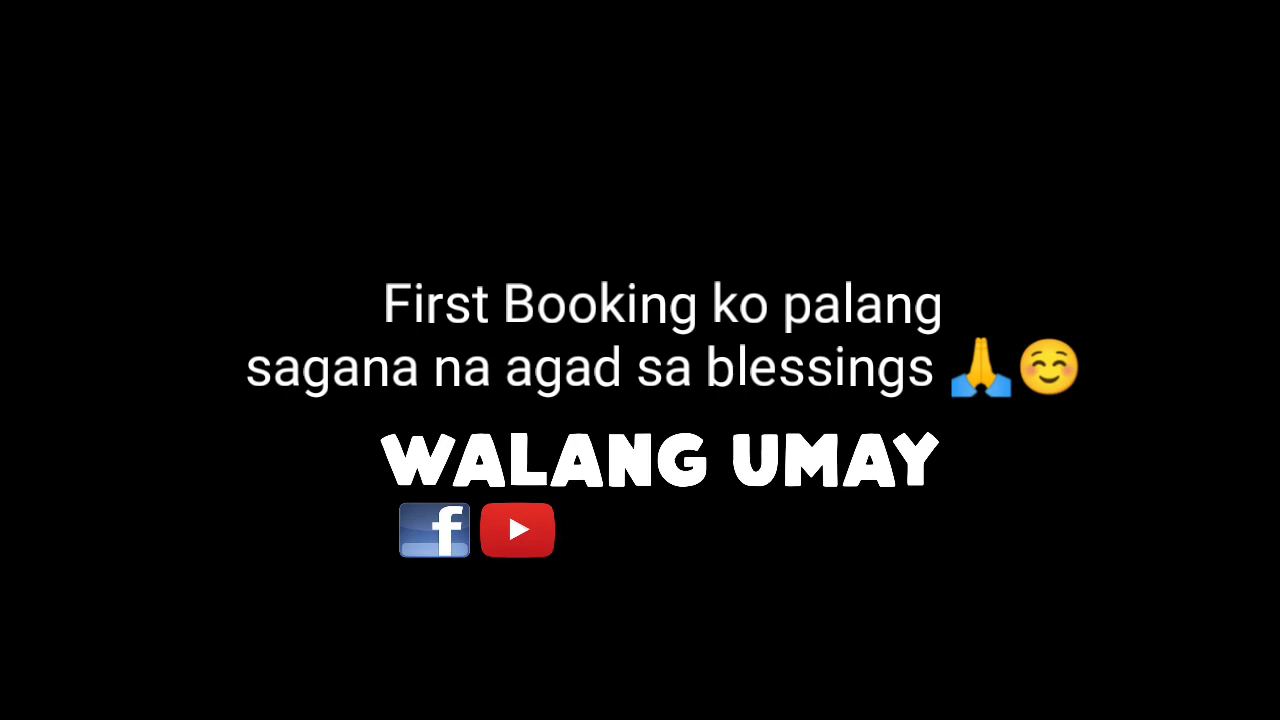 First Booking ko palang
sagana na agad sa blessings 🙏☺️
WALANG UMAY
f